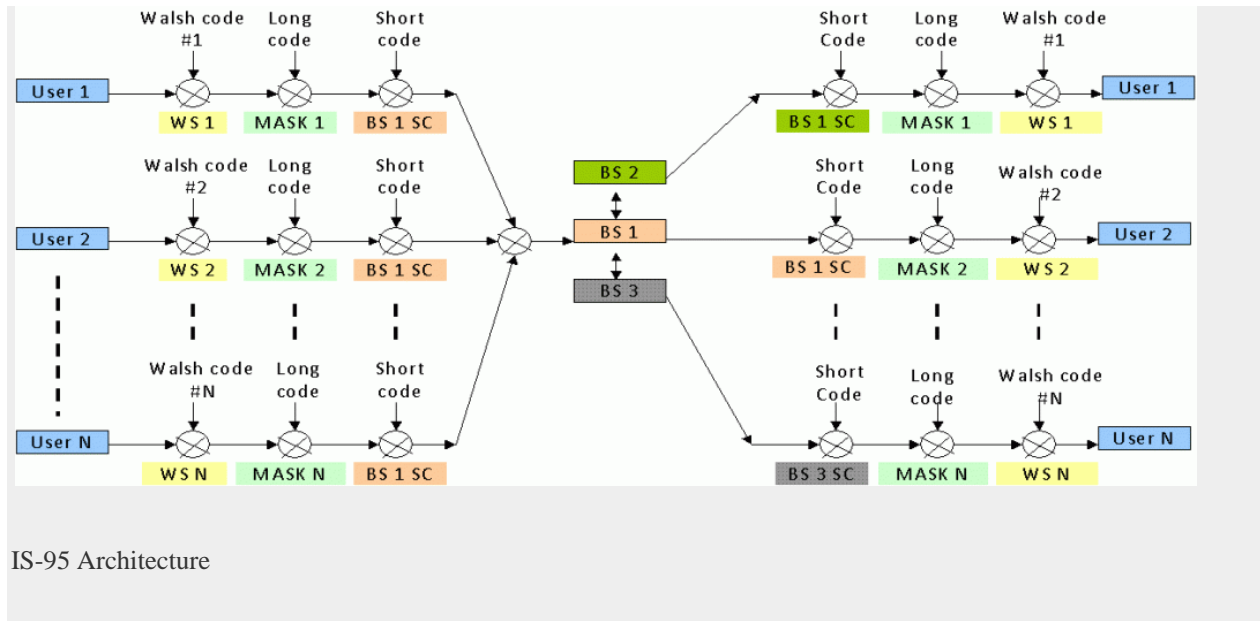 Walsh code #1
Long code
Short code
Short Code
Long code
Walsh code #1
User 1
User 1
WS 1
MASK 1
BS 1 SC
BS 1 SC
MASK 1
WS 1
Walsh code #2
Long code
Short code
BS 2
Short Code
Long code
Walsh code #2
User 2
BS 1
User 2
WS 2
MASK 2
BS 1 SC
BS 1 SC
MASK 2
WS 2
BS 3
Walsh code #N
Long code
Short code
Short Code
Long code
Walsh code #N
User N
User N
WS N
MASK N
BS 1 SC
BS 3 SC
MASK N
WS N
IS-95 Architecture